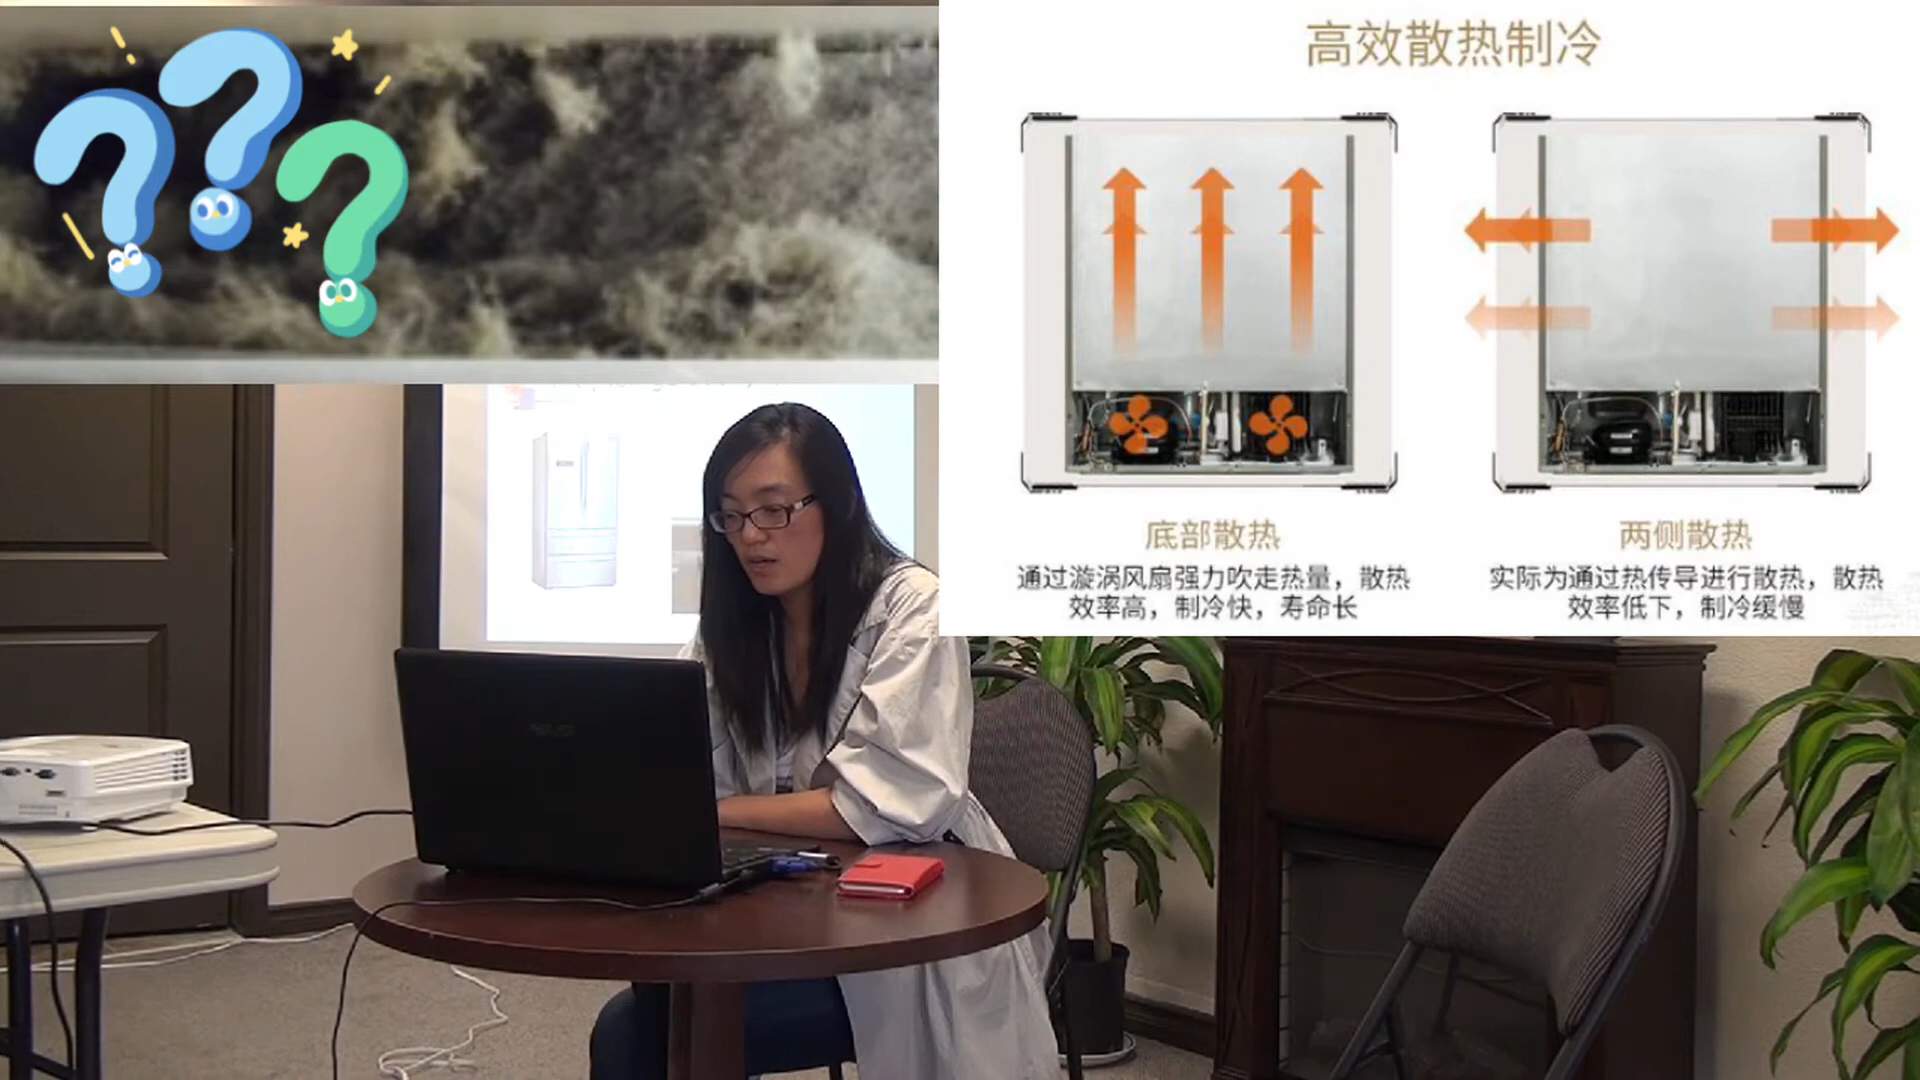 ???
高效散热制冷
底部散热
通过漩涡风扇强力吹走热量，散热
效率高，制冷快，寿命长
两侧散热
实际为通过热传导进行散热，散热
效率低下，制冷缓慢
ASUS